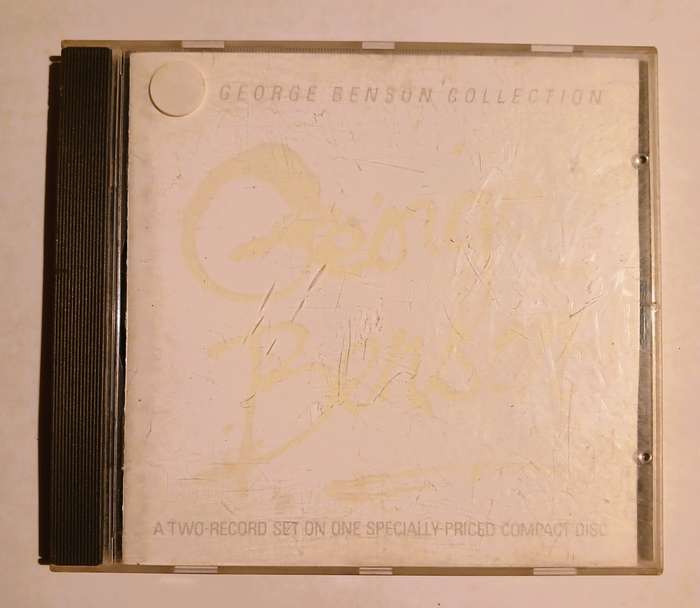 GEORGE BENSON COLLECTION
George
Benson
A TWO-RECORD SET ON ONE SPECIALLY-PRICED COMPACT DISC